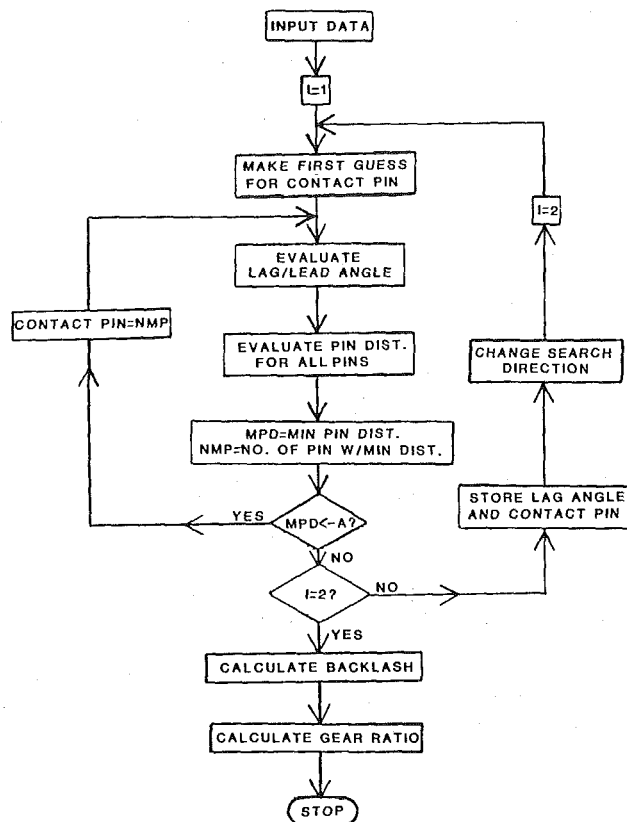 INPUT DATA
I=1
MAKE FIRST GUESS
FOR CONTACT PIN
I=2
EVALUATE
LAG/LEAD ANGLE
CONTACT PIN=NMP
EVALUATE PIN DIST.
FOR ALL PINS
CHANGE SEARCH
DIRECTION
MPD=MIN PIN DIST.
NMP=NO. OF PIN W/MIN DIST.
STORE LAG ANGLE
AND CONTACT PIN
YES
MPD<-A?
NO
I=2?
NO
YES
CALCULATE BACKLASH
CALCULATE GEAR RATIO
STOP